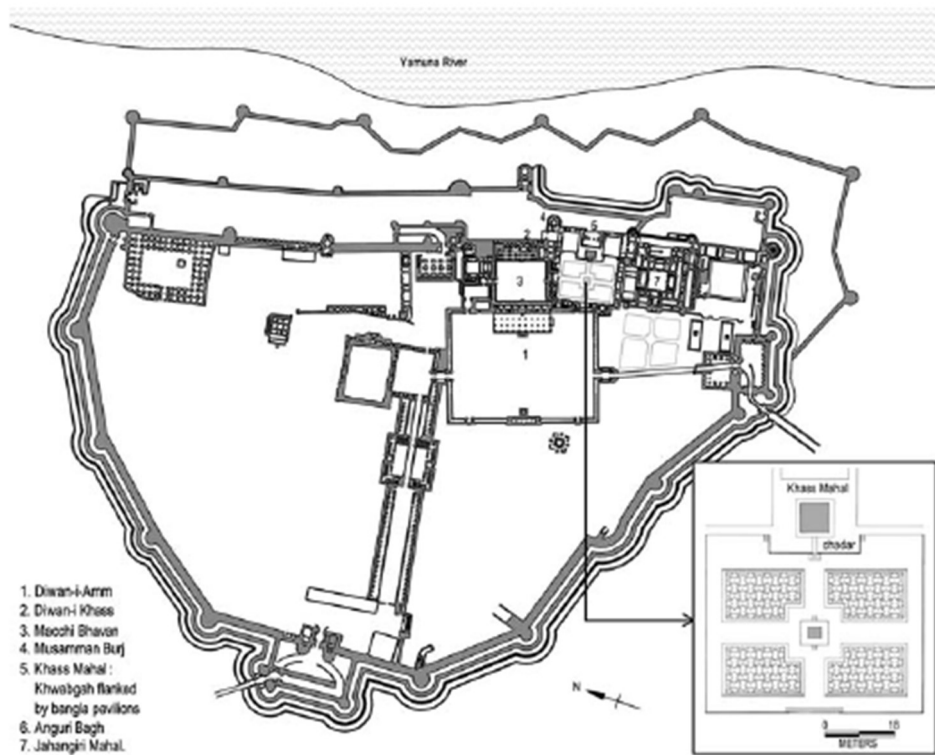 Yamuna River
4
5
2
3
7
1
Khass Mahal
chadar
1. Diwan-i-Amm
2. Diwan-i Khass
3. Macchi Bhavan
4. Musamman Burj
5. Khass Mahal :
Khwabgah flanked
by bangla pavilions
6. Anguri Bagh
7. Jahangiri Mahal.
N
0
METERS